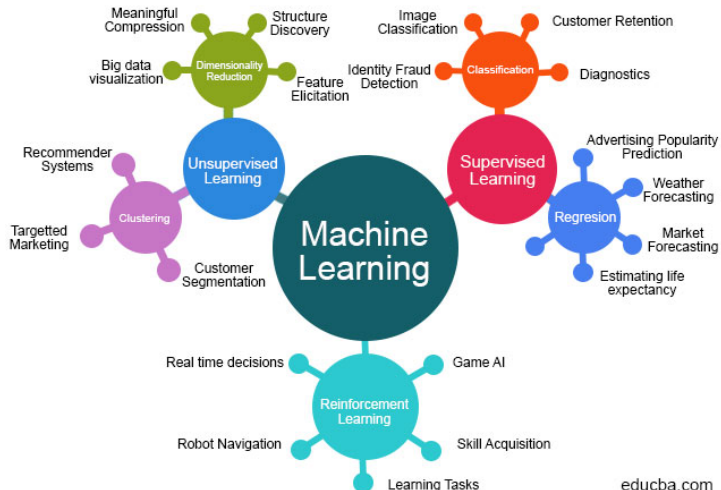 Meaningful
Compression
Structure
Discovery
Big data
visualization
Dimensionality
Reduction
Feature
Elicitation
Image
Classification
Customer Retention
Identity Fraud
Detection
Classification
Diagnostics
Recommender
Systems
Unsupervised
Learning
Clustering
Targetted
Marketing
Customer
Segmentation
Machine
Learning
Supervised
Learning
Advertising Popularity
Prediction
Weather
Forecasting
Regresion
Market
Forecasting
Estimating life
expectancy
Real time decisions
Game AI
Reinforcement
Learning
Robot Navigation
Skill Acquisition
Learning Tasks
educba.com